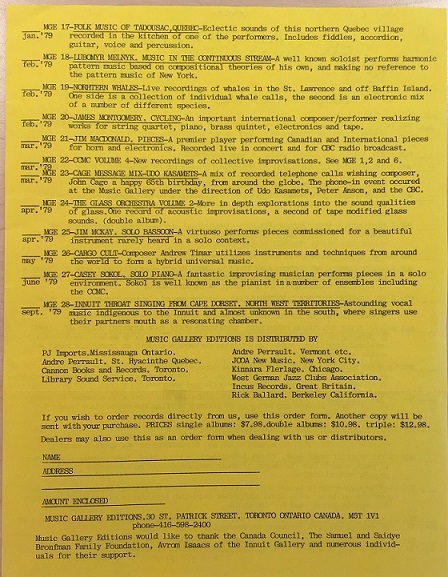 MGE 17-FOLK MUSIC OF TADOUSAC, QUEBEC-Eclectic sounds of this northern Quebec village
jan.'79 recorded in the kitchen of one of the performers. Includes fiddles, accordion,
guitar, voice and percussion.
MGE 18-LUBOMYR MELNYK, MUSIC IN THE CONTINUOUS STREAM-A well known soloist performs harmonic
feb.'79 pattern music based on compositional theories of his own, and making no reference to
the pattern music of New York.
MGE 19-NORHTERN WHALES-Live recordings of whales in the St. Lawrence and off Baffin Island.
feb.'79 One side is a collection of individual whale calls, the second is an electronic mix
of a number of different species.
MGE 20-JAMES MONTGOMERY, CYCLING-An important international composer/performer realizing
feb.'79 works for string quartet, piano, brass quintet, electronics and tape.
MGE 21-JIM MACDONALD, PIECES-A premier player performing Canadian and International pieces
mar.'79 for horn and electronics. Recorded live in concert and for CBC radio broadcast.
MGE 22-CCMC VOLUME 4-New recordings of collective improvisations. See MGE 1,2 and 6.
mar.
MGE 23-CAGE MESSAGE MIX-UDO KASAMETS-A mix of recorded telephone calls wishing composer,
mar.'79 John Cage a happy 65th birthday, from around the globe. The phone-in event occured
at the Music Gallery under the direction of Udo Kasamets, Peter Anson, and the CBC.
MGE 24-THE GLASS ORCHESTRA VOLUME 2-More in depth explorations into the sound qualities
apr.'79 of glass.One record of acoustic improvisations, a second of tape modified glass
sounds. (double album).
MGE 25-JIM MCKAY, SOLO BASSOON-A virtuoso performs pieces commissioned for a beautiful
apr.'79 instrument rarely heard in a solo context.
MGE 26-CARGO CULT-Composer Andrew Timar utilizes instruments and techniques from around
may '79 the world to form a hybrid universal music.
MGE 27-CASEY SOKOL, SOLO PIANO-A fantastic improvising musician performs pieces in a solo
june '79 environment. Sokol is well known as the pianist in a number of ensembles including
the CCMC.
MGE 28-INNUIT THROAT SINGING FROM CAPE DORSET, NORTH WEST TERRITORIES-Astounding vocal
sept. '79 music indigenous to the Innuit and almost unknown in the south, where singers use
their partners mouth as a resonating chamber.
MUSIC GALLERY EDITIONS IS DISTRIBUTED BY
PJ Imports,Mississauga Ontario.
Andre Perrault, St. Hyacinthe Quebec.
Cannon Books and Records, Toronto.
Library Sound Service, Toronto.
Andre Perrault, Vermont etc,
JCOA New Music, New York City,
Kinnara Flerlage, Chicago.
West German Jazz Clubs Association,
Incus Records, Great Britain,
Rick Ballard, Berkeley California.
If you wish to order records directly from us, use this order form. Another copy will be
sent with your purchase. PRICES single albums: $7.98,double albums: $10.98, triple: $12.98.
Dealers may also use this as an order form when dealing with us or distributors.
NAME
ADDRESS
AMOUNT ENCLOSED
MUSIC GALLERY EDITIONS,30 ST. PATRICK STREET, TORONTO ONTARIO CANADA, M5T 1V1
phone-416-598-2400
Music Gallery Editions would like to thank the Canada Council, The Samuel and Saidye
Bronfman Family Foundation, Avrom Isaacs of the Innuit Gallery and numerous individ-
uals for their support.